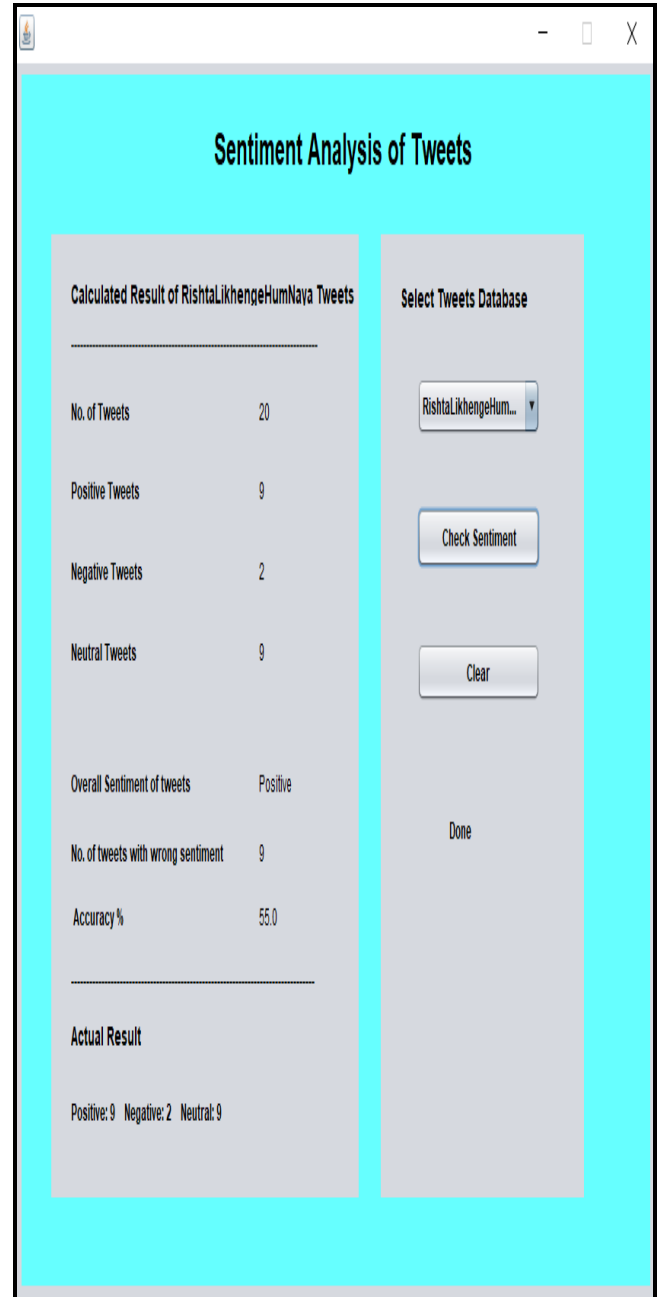 Sentiment Analysis of Tweets
Calculated Result of RishtaLikhengeHumNaya Tweets
--------------------------------------------------------------------------------
No. of Tweets 20
Positive Tweets 9
Negative Tweets 2
Neutral Tweets 9
Overall Sentiment of tweets Positive
No. of tweets with wrong sentiment 9
Accuracy % 55.0
--------------------------------------------------------------------------------
Actual Result
Positive: 9 Negative: 2 Neutral: 9
Select Tweets Database
RishtaLikhengeHum...
Check Sentiment
Clear
Done